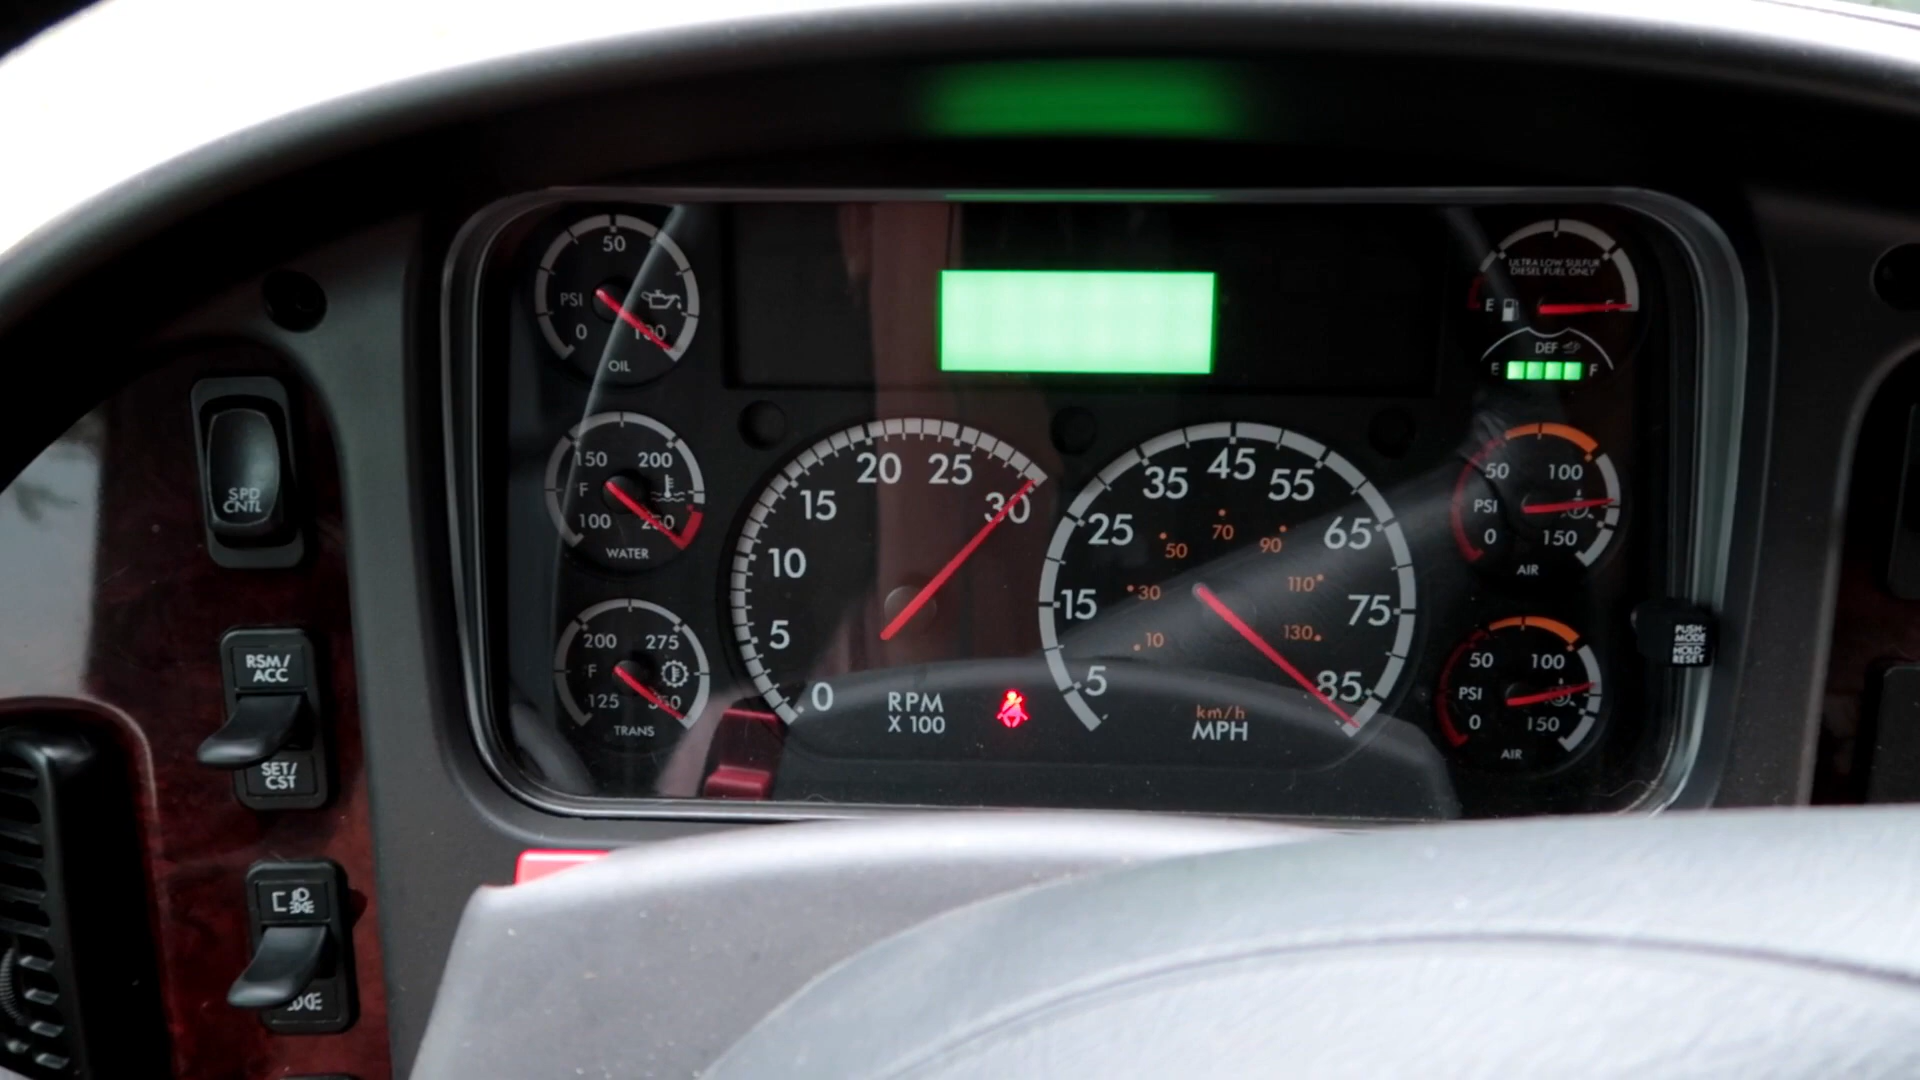 50
PSI
0
100
OIL
150
200
F
100
250
WATER
200
275
F
125
350
TRANS
0
5
10
15
20
25
30
RPM
X 100
5
15
25
35
45
55
65
75
85
10
30
50
70
90
110
130
km/h
MPH
ULTRA LOW SULFUR
DIESEL FUEL ONLY
E
F
DEF
E
F
50
100
PSI
0
150
AIR
50
100
PSI
0
150
AIR
PUSH-
MODE
HOLD-
RESET
SPD
CNTL
RSM/
ACC
SET/
CST